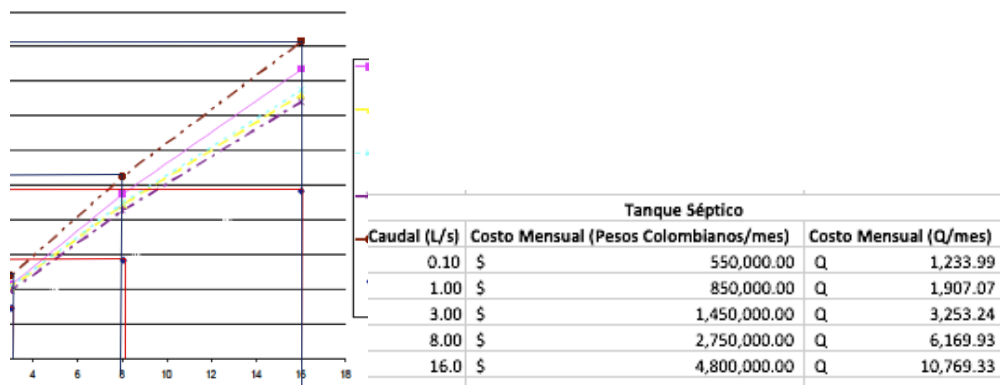 Tanque Séptico
Caudal (L/s) Costo Mensual (Pesos Colombianos/mes) Costo Mensual (Q/mes)
0.10 $ 550,000.00 Q 1,233.99
1.00 $ 850,000.00 Q 1,907.07
3.00 $ 1,450,000.00 Q 3,253.24
8.00 $ 2,750,000.00 Q 6,169.93
16.0 $ 4,800,000.00 Q 10,769.33
4 6 8 10 12 14 16 18